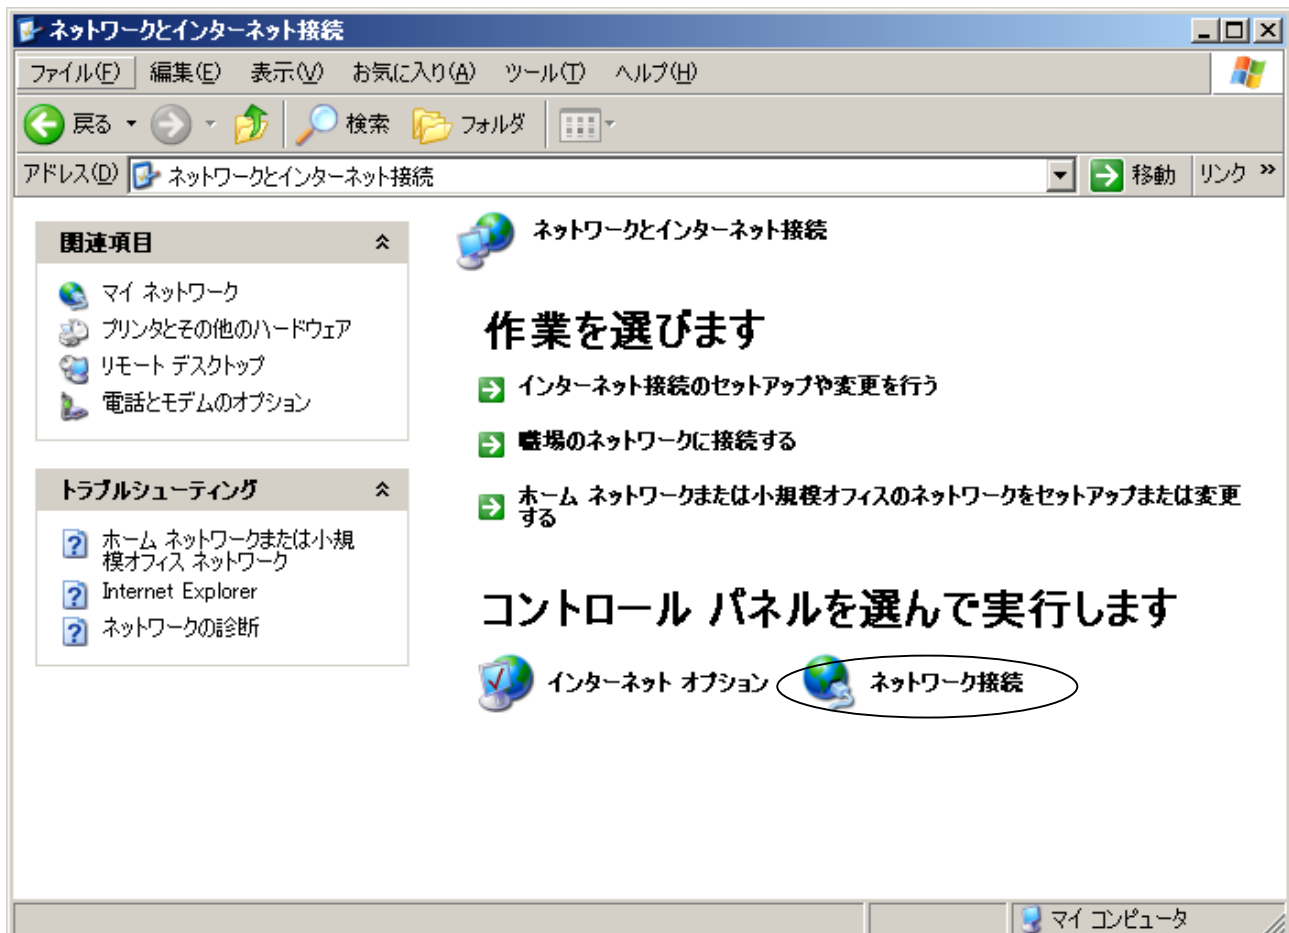 ネットワークとインターネット接続
ファイル(F) 編集(E) 表示(V) お気に入り(A) ツール(T) ヘルプ(H)
戻る 検索 フォルダ
アドレス(D) ネットワークとインターネット接続 移動 リンク »
関連項目
マイ ネットワーク
プリンタとその他のハードウェア
リモート デスクトップ
電話とモデムのオプション
トラブルシューティング
ホーム ネットワークまたは小規
模オフィス ネットワーク
Internet Explorer
ネットワークの診断
ネットワークとインターネット接続
作業を選びます
インターネット接続のセットアップや変更を行う
職場のネットワークに接続する
ホーム ネットワークまたは小規模オフィスのネットワークをセットアップまたは変更
する
コントロール パネルを選んで実行します
インターネット オプション ネットワーク接続
マイ コンピュータ